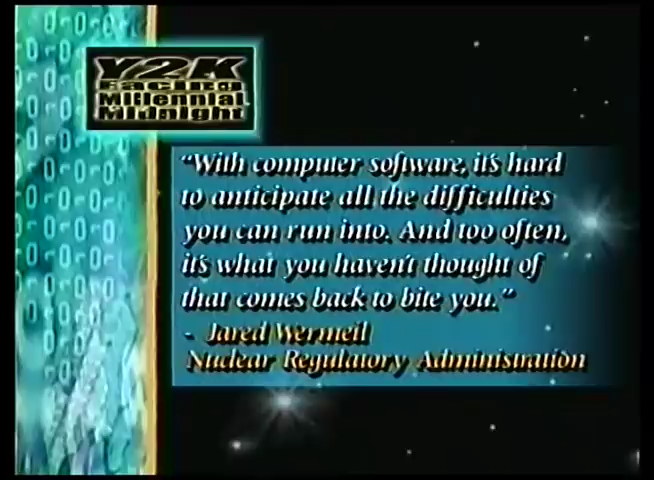 Y2K
Facing
Millennial
Midnight
"With computer software, it's hard
to anticipate all the difficulties
you can run into. And too often,
it's what you haven't thought of
that comes back to bite you."
- Jared Wermeil
Nuclear Regulatory Administration